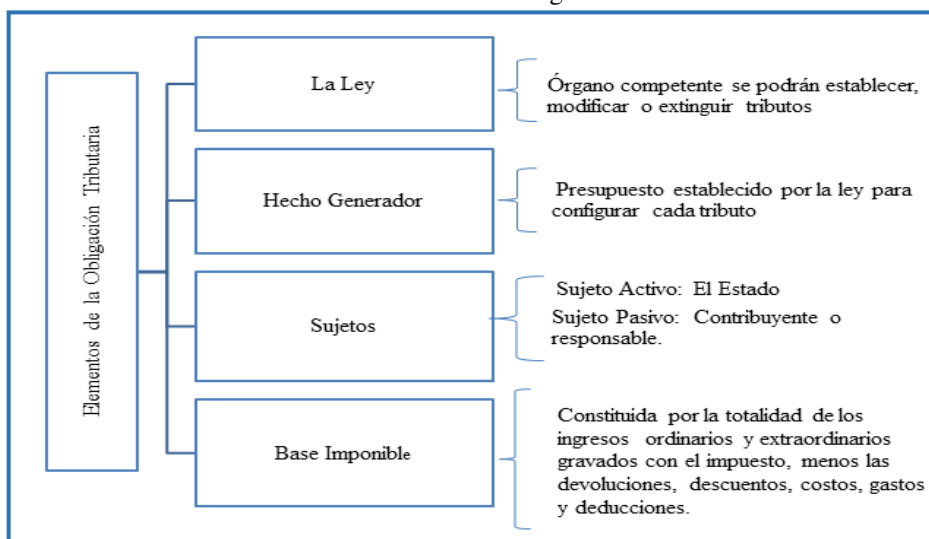 Elementos de la Obligación Tributaria
La Ley
Órgano competente se podrán establecer,
modificar o extinguir tributos
Hecho Generador
Presupuesto establecido por la ley para
configurar cada tributo
Sujetos
Sujeto Activo: El Estado
Sujeto Pasivo: Contribuyente o
responsable.
Base Imponible
Constituida por la totalidad de los
ingresos ordinarios y extraordinarios
gravados con el impuesto, menos las
devoluciones, descuentos, costos, gastos
y deducciones.